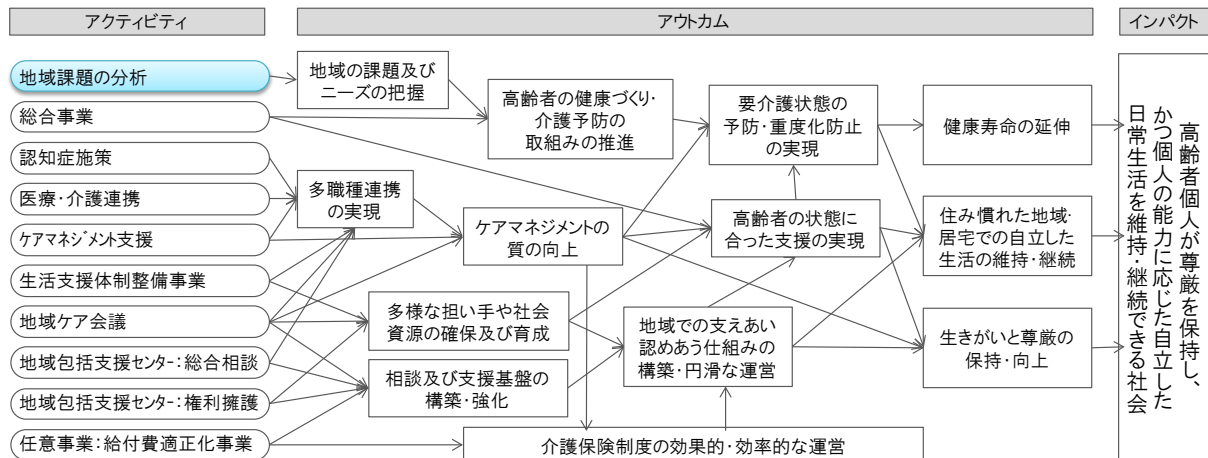 アクティビティ
アウトカム
インパクト
地域課題の分析
総合事業
認知症施策
医療・介護連携
ケアマネジメント支援
生活支援体制整備事業
地域ケア会議
地域包括支援センター：総合相談
地域包括支援センター：権利擁護
任意事業：給付費適正化事業
地域の課題及び
ニーズの把握
多職種連携
の実現
高齢者の健康づくり・
介護予防の
取組みの推進
ケアマネジメントの
質の向上
多様な担い手や社会
資源の確保及び育成
相談及び支援基盤の
構築・強化
要介護状態の
予防・重度化防止
の実現
高齢者の状態に
合った支援の実現
地域での支えあい
認めあう仕組みの
構築・円滑な運営
介護保険制度の効果的・効率的な運営
健康寿命の延伸
住み慣れた地域・
居宅での自立した
生活の維持・継続
生きがいと尊厳の
保持・向上
高齢者個人が尊厳を保持し、
かつ個人の能力に応じた自立した
日常生活を維持・継続できる社会